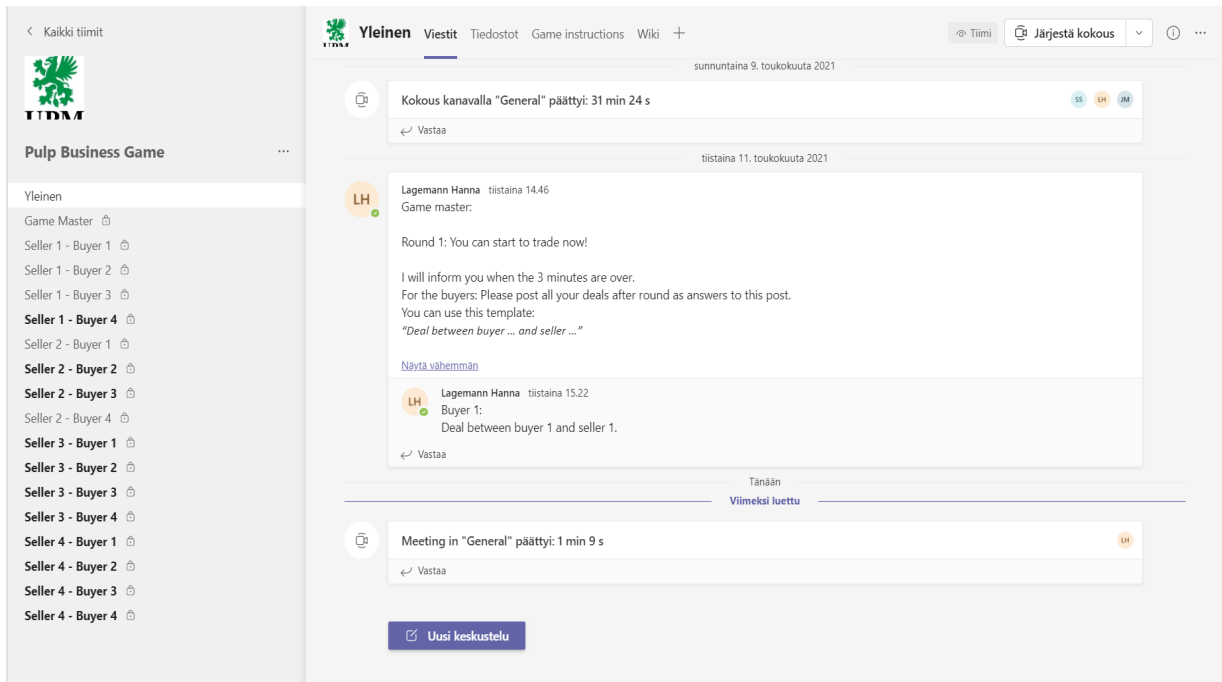 Kaikki tiimit
UPM
Pulp Business Game
Yleinen
Game Master
Seller 1 - Buyer 1
Seller 1 - Buyer 2
Seller 1 - Buyer 3
Seller 1 - Buyer 4
Seller 2 - Buyer 1
Seller 2 - Buyer 2
Seller 2 - Buyer 3
Seller 2 - Buyer 4
Seller 3 - Buyer 1
Seller 3 - Buyer 2
Seller 3 - Buyer 3
Seller 3 - Buyer 4
Seller 4 - Buyer 1
Seller 4 - Buyer 2
Seller 4 - Buyer 3
Seller 4 - Buyer 4
UPM Yleinen Viestit Tiedostot Game instructions Wiki Tiimi Järjestä kokous
sunnuntaina 9. toukokuuta 2021
Kokous kanavalla "General" päättyi: 31 min 24 s SS LH JM
Vastaa
tiistaina 11. toukokuuta 2021
LH Lagemann Hanna tiistaina 14.46
Game master:
Round 1: You can start to trade now!
I will inform you when the 3 minutes are over.
For the buyers: Please post all your deals after round as answers to this post.
You can use this template:
"Deal between buyer ... and seller ..."
Näytä vähemmän
LH Lagemann Hanna tiistaina 15.22
Buyer 1:
Deal between buyer 1 and seller 1.
Vastaa
Tänään
Viimeksi luettu
Meeting in "General" päättyi: 1 min 9 s LH
Vastaa
Uusi keskustelu